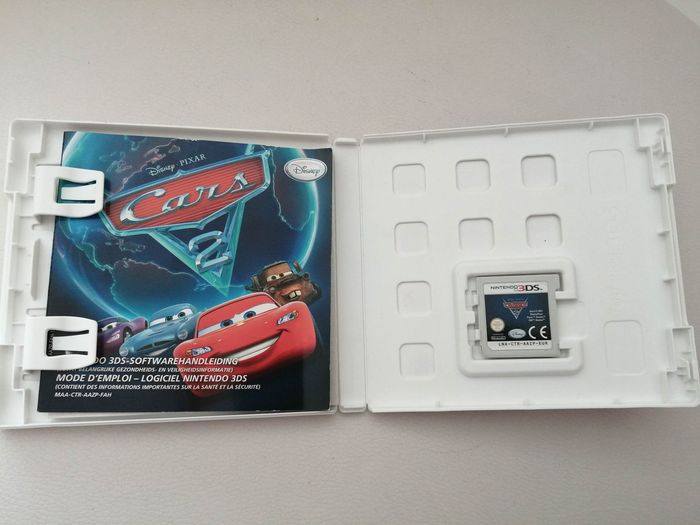 Disney · PIXAR
Cars
2
Disney
DO 3DS-SOFTWAREHANDLEIDING
BELANGRIJKE GEZONDHEIDS- EN VEILIGHEIDSINFORMATIE)
MODE D'EMPLOI – LOGICIEL NINTENDO 3DS
(CONTIENT DES INFORMATIONS IMPORTANTES SUR LA SANTÉ ET LA SÉCURITÉ)
MAA-CTR-AAZP-FAH
NINTENDO 3DS
CE
LNA-CTR-AAZP-EUR